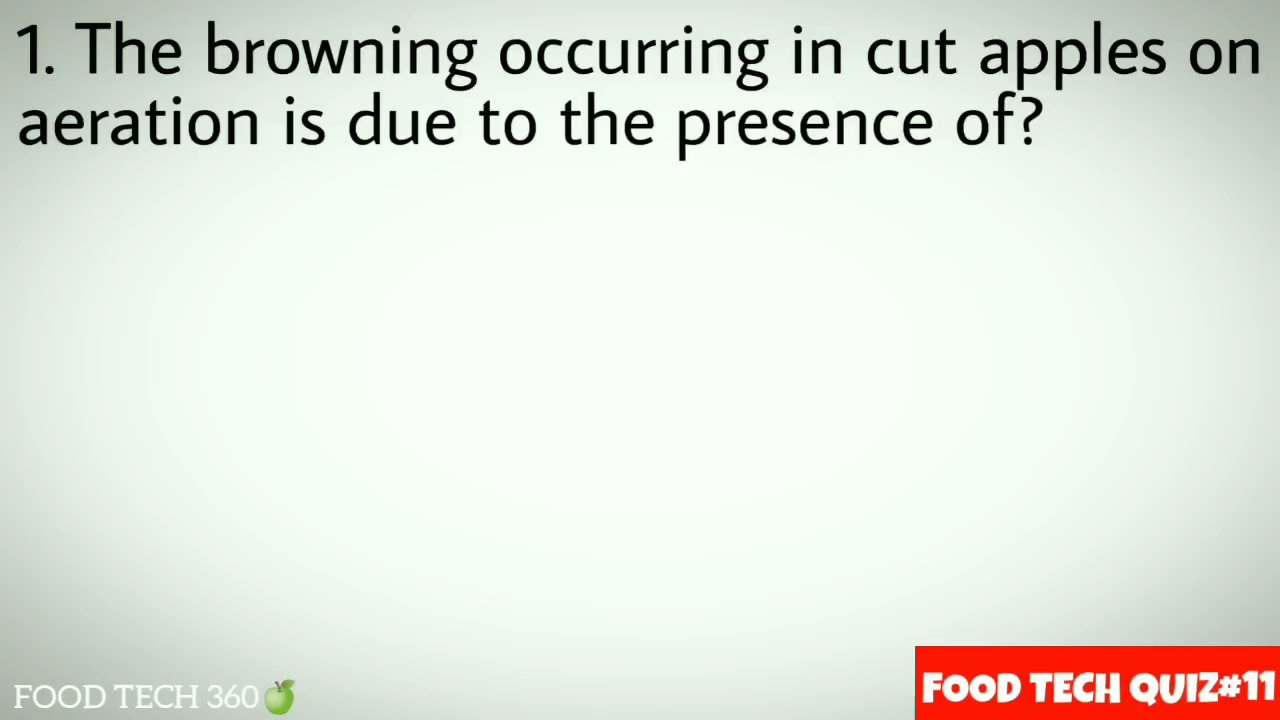 1. The browning occurring in cut apples on
aeration is due to the presence of?
FOOD TECH 360
FOOD TECH QUIZ#11